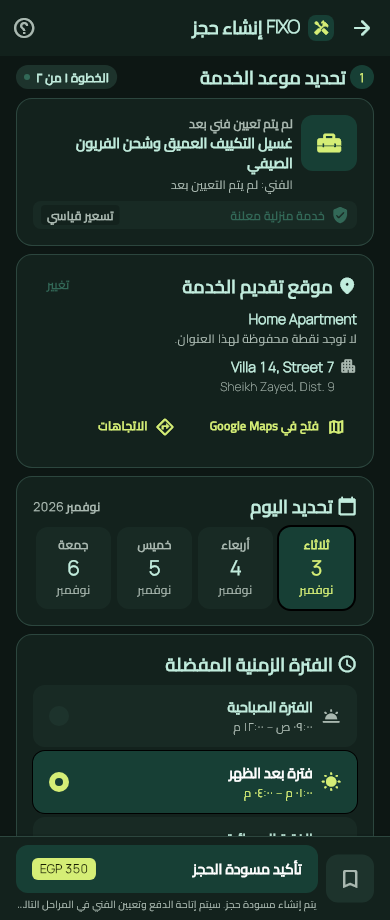 FIXO إنشاء حجز
1 تحديد موعد الخدمة
الخطوة ١ من ٢
لم يتم تعيين فني بعد
غسيل التكييف العميق وشحن الفريون
الصيفي
الفني: لم يتم التعيين بعد
خدمة منزلية معلنة
تسعير قياسي
موقع تقديم الخدمة
تغيير
Home Apartment
لا توجد نقطة محفوظة لهذا العنوان.
Villa 14, Street 7
Sheikh Zayed, Dist. 9
فتح في Google Maps
الاتجاهات
تحديد اليوم
نوفمبر 2026
ثلاثاء
3
نوفمبر
أربعاء
4
نوفمبر
خميس
5
نوفمبر
جمعة
6
نوفمبر
الفترة الزمنية المفضلة
الفترة الصباحية
٠٩:٠٠ ص – ١٢:٠٠ م
فترة بعد الظهر
٠١:٠٠ م – ٠٤:٠٠ م
تأكيد مسودة الحجز
EGP 350
يتم إنشاء مسودة حجز. سيتم إتاحة الدفع وتعيين الفني في المراحل التا...